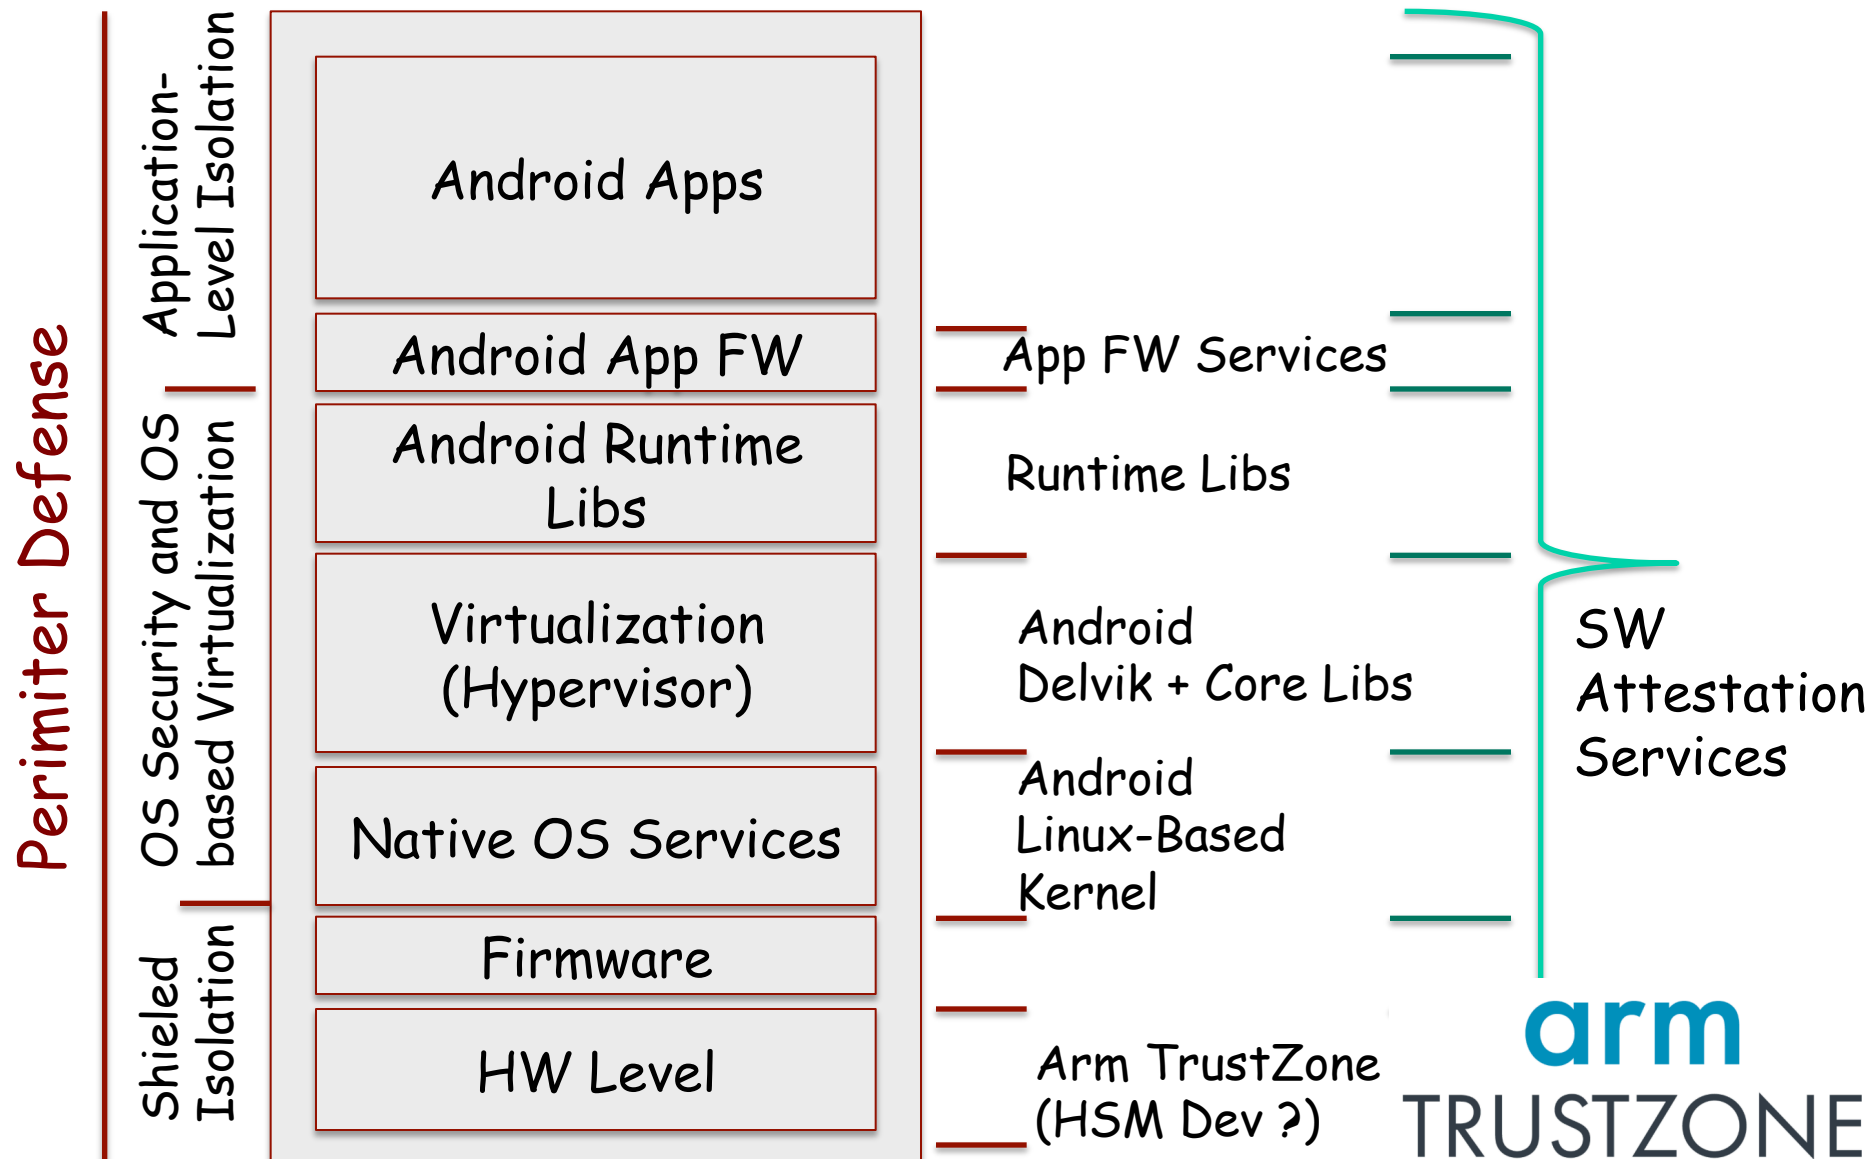 Perimiter Defense
Application-
Level Isolation
OS Security and OS
based Virtualization
Shieled
Isolation
Android Apps
Android App FW
Android Runtime
Libs
Virtualization
(Hypervisor)
Native OS Services
Firmware
HW Level
App FW Services
Runtime Libs
Android
Delvik + Core Libs
Android
Linux-Based
Kernel
Arm TrustZone
(HSM Dev ?)
SW
Attestation
Services
arm
TRUSTZONE